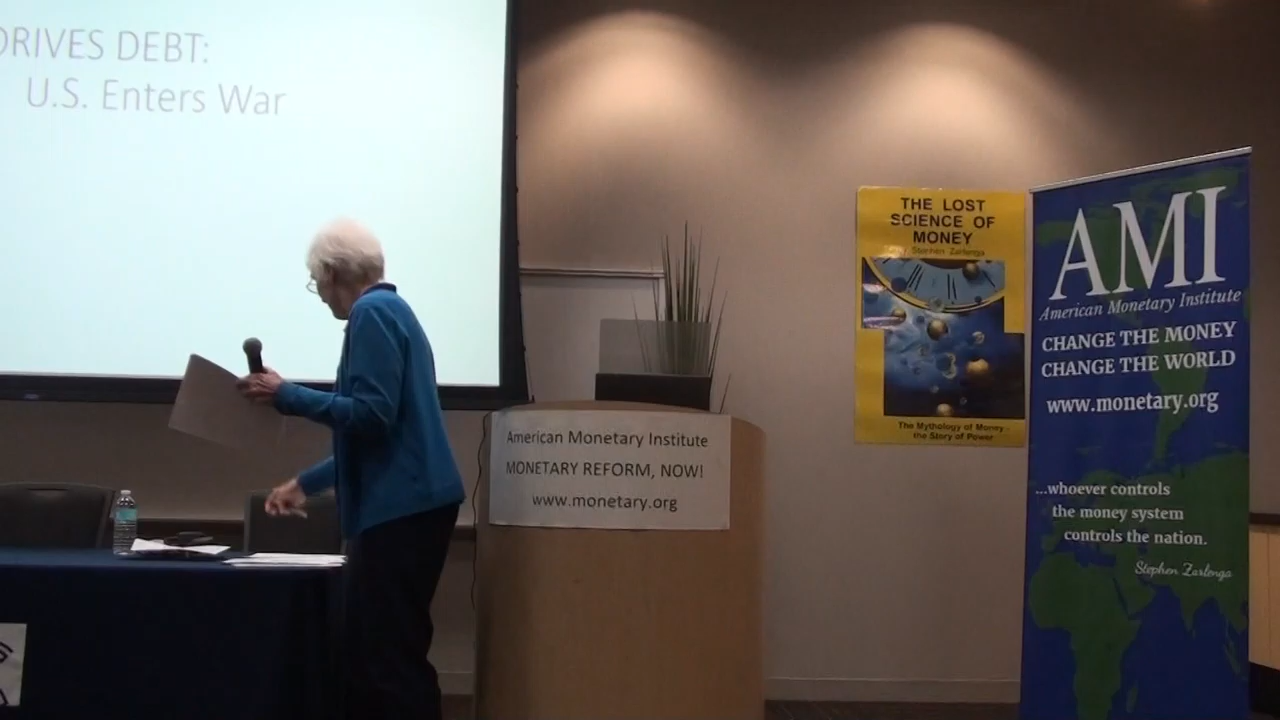 DRIVES DEBT:
U.S. Enters War
THE LOST
SCIENCE OF
MONEY
Stephen Zarlenga
The Mythology of Money -
the Story of Power
AMI
American Monetary Institute
CHANGE THE MONEY
CHANGE THE WORLD
www.monetary.org
...whoever controls
the money system
controls the nation.
Stephen Zarlenga
American Monetary Institute
MONETARY REFORM, NOW!
www.monetary.org